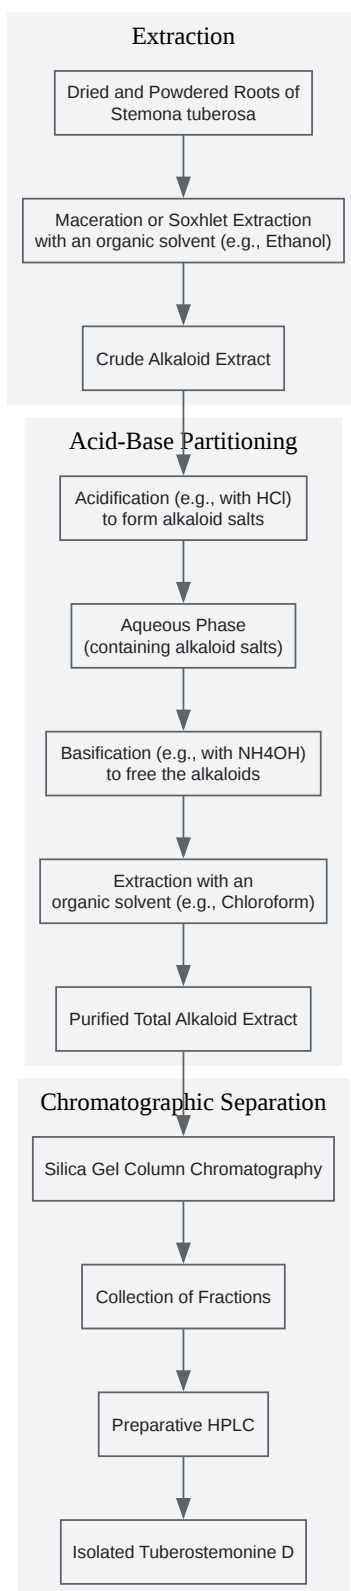 Extraction
Dried and Powdered Roots of
Stemona tuberosa
Maceration or Soxhlet Extraction
with an organic solvent (e.g., Ethanol)
Crude Alkaloid Extract
Acid-Base Partitioning
Acidification (e.g., with HCl)
to form alkaloid salts
Aqueous Phase
(containing alkaloid salts)
Basification (e.g., with NH4OH)
to free the alkaloids
Extraction with an
organic solvent (e.g., Chloroform)
Purified Total Alkaloid Extract
Chromatographic Separation
Silica Gel Column Chromatography
Collection of Fractions
Preparative HPLC
Isolated Tuberostemonine D